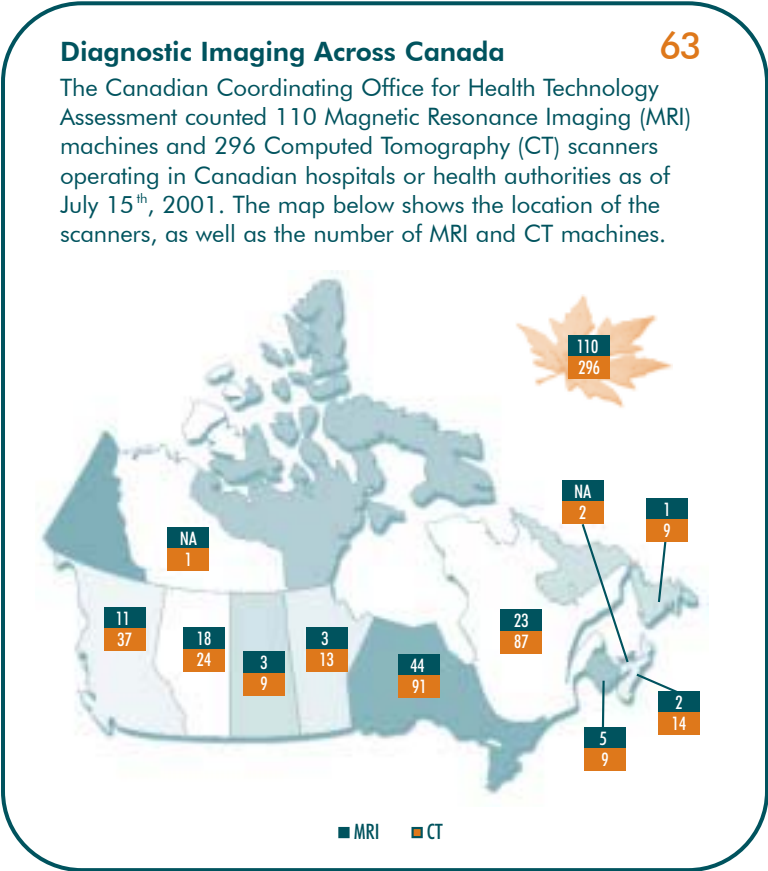 Diagnostic Imaging Across Canada
63
The Canadian Coordinating Office for Health Technology
Assessment counted 110 Magnetic Resonance Imaging (MRI)
machines and 296 Computed Tomography (CT) scanners
operating in Canadian hospitals or health authorities as of
July 15th, 2001. The map below shows the location of the
scanners, as well as the number of MRI and CT machines.
110
296
NA
2
1
9
NA
1
11
37
18
24
3
9
3
13
44
91
23
87
2
14
5
9
MRI
CT